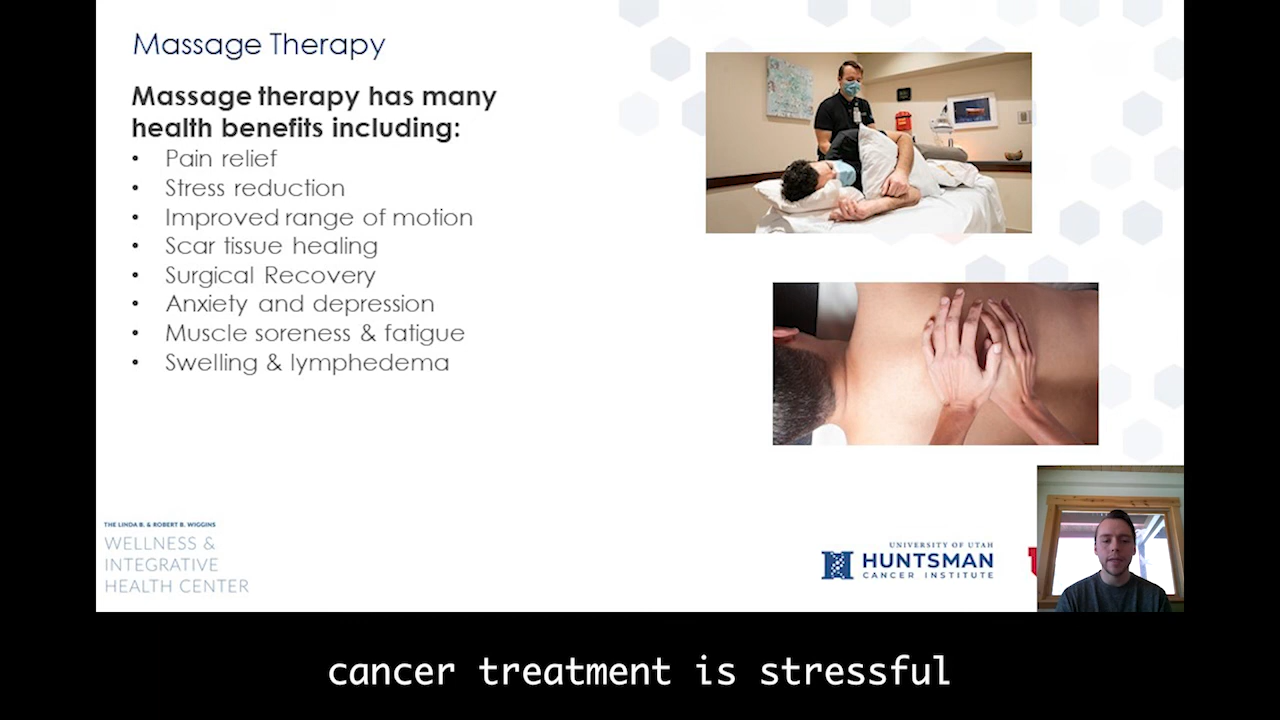 Massage Therapy
Massage therapy has many
health benefits including:
• Pain relief
• Stress reduction
• Improved range of motion
• Scar tissue healing
• Surgical Recovery
• Anxiety and depression
• Muscle soreness & fatigue
• Swelling & lymphedema
THE LINDA B. & ROBERT B. WIGGINS
WELLNESS &
INTEGRATIVE
HEALTH CENTER
UNIVERSITY OF UTAH
HUNTSMAN
CANCER INSTITUTE
cancer treatment is stressful